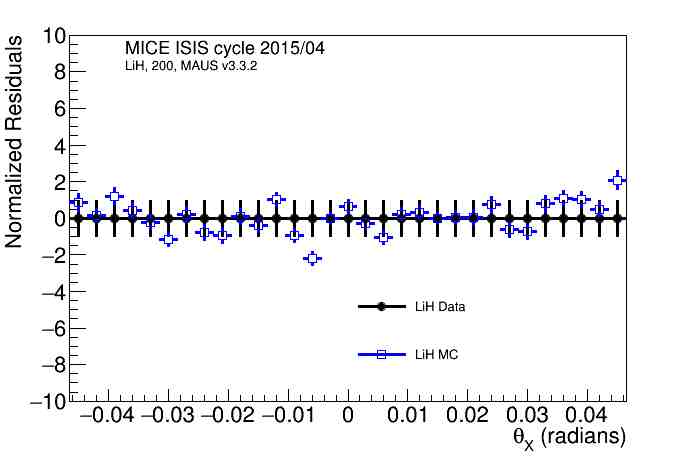 MICE ISIS cycle 2015/04
LiH, 200, MAUS v3.3.2
Normalized Residuals
10
8
6
4
2
0
−2
−4
−6
−8
−10
LiH Data
LiH MC
−0.04 −0.03 −0.02 −0.01 0 0.01 0.02 0.03 0.04
θX (radians)